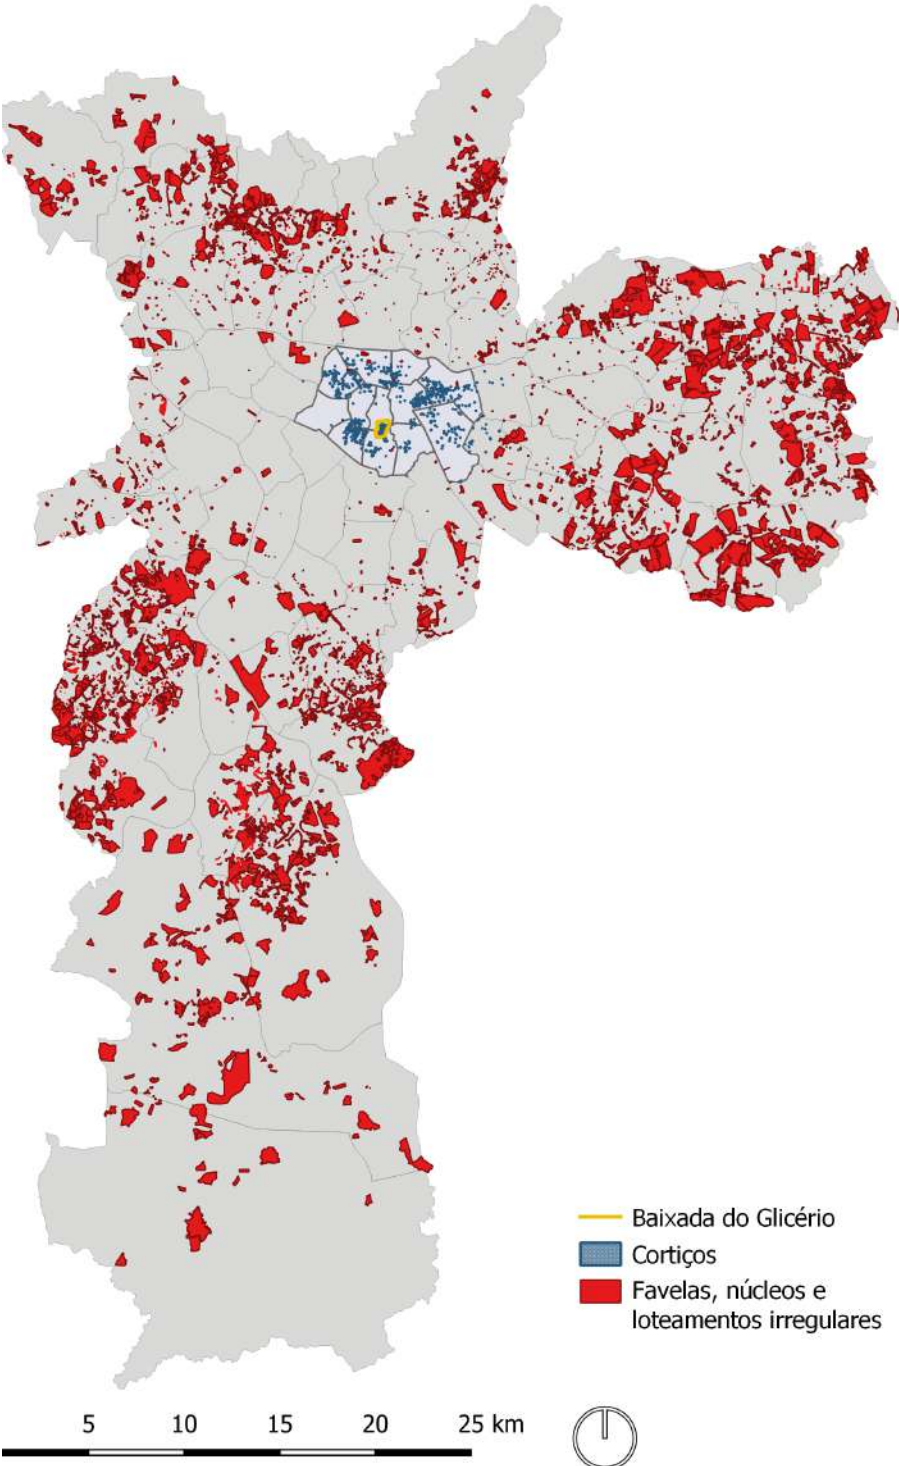 Baixada do Glicério
Cortiços
Favelas, núcleos e
loteamentos irregulares
5 10 15 20 25 km